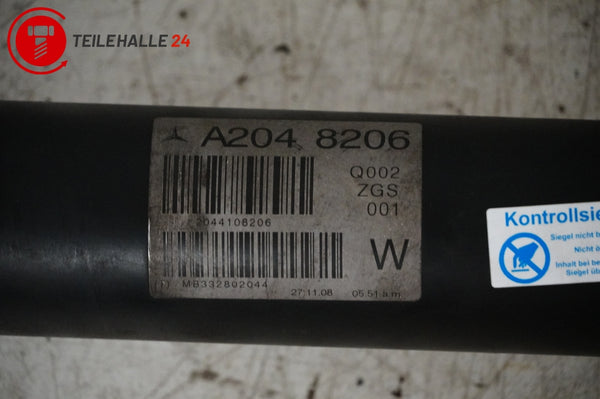 TEILEHALLE 24
A204 8206
Q002
ZGS
001
2044108206
W
MB332802044
27.11.08 05.51 a.m.
Kontrollsie
Siegel nicht b
Nicht ö
Inhalt bei be
Siegel üb